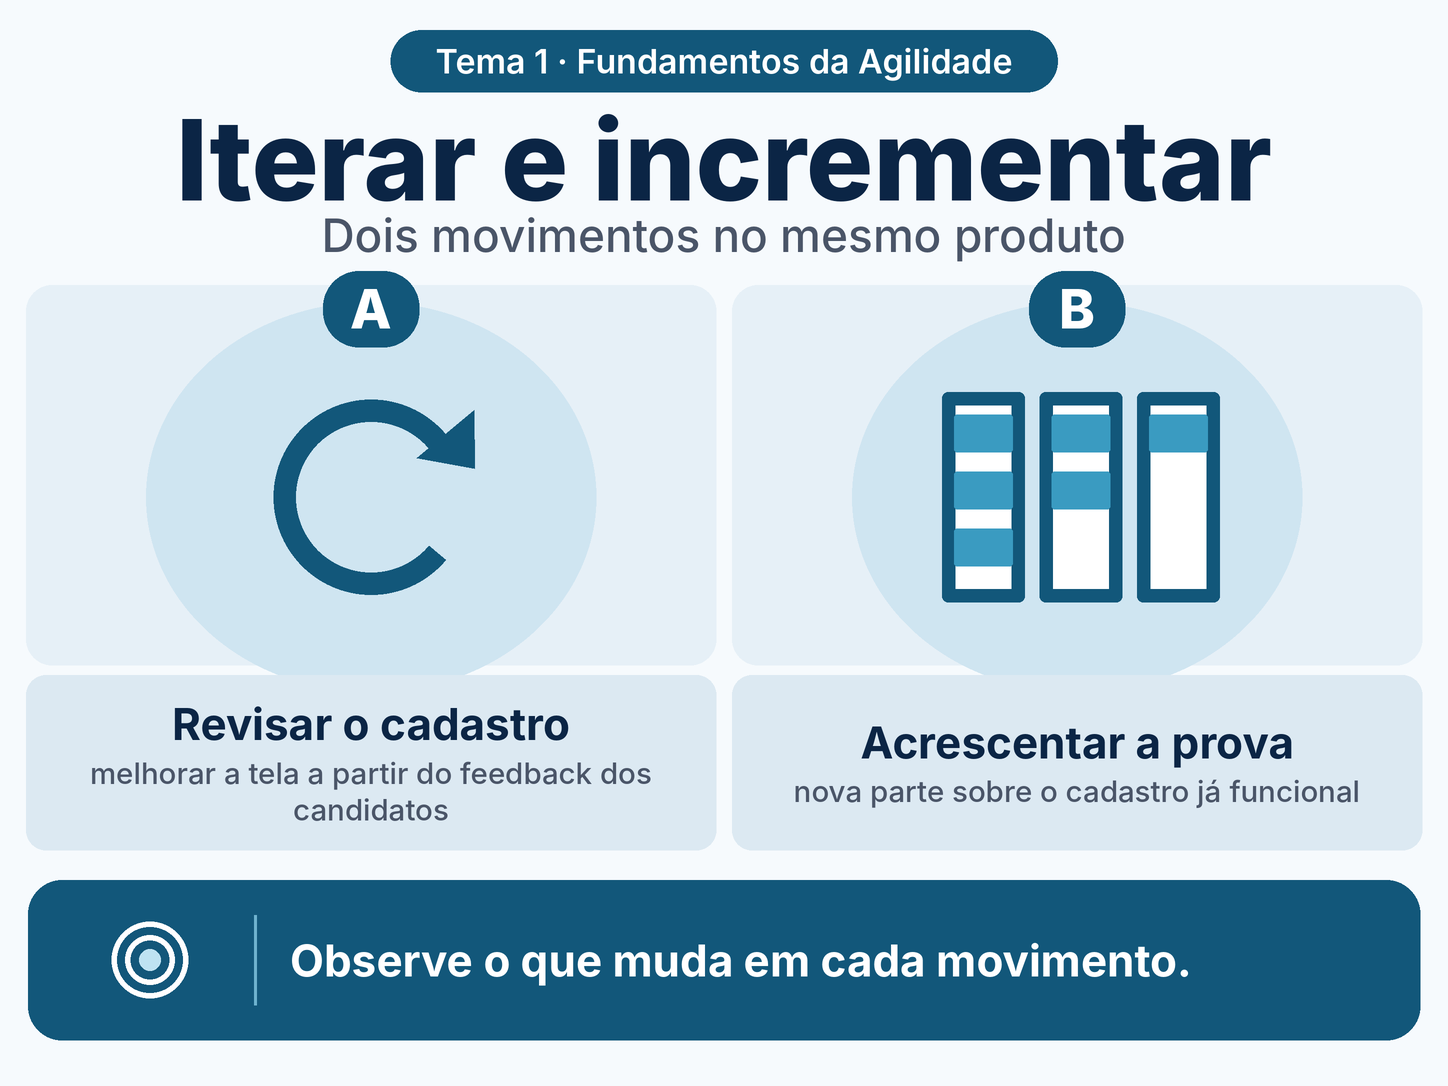 Tema 1 · Fundamentos da Agilidade
Iterar e incrementar
Dois movimentos no mesmo produto
A
B
Revisar o cadastro
melhorar a tela a partir do feedback dos
candidatos
Acrescentar a prova
nova parte sobre o cadastro já funcional
Observe o que muda em cada movimento.